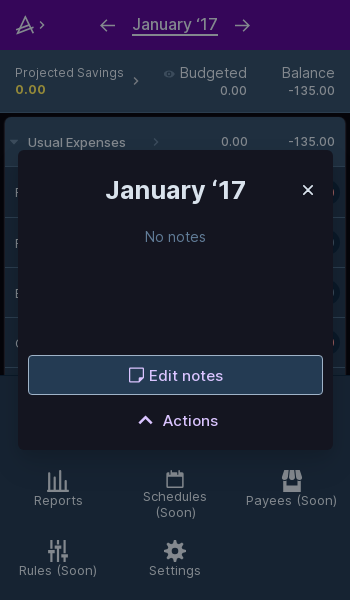 January ‘17
Projected Savings
Budgeted
Balance
0.00
0.00
-135.00
Usual Expenses
0.00
-135.00
January ‘17
No notes
Edit notes
Actions
Reports
Schedules
(Soon)
Payees (Soon)
Rules (Soon)
Settings